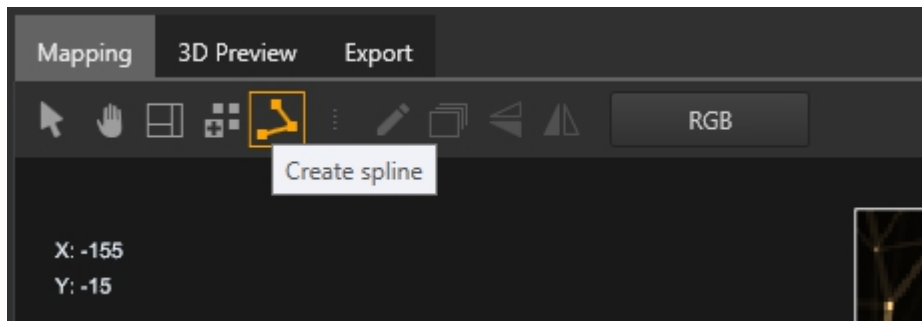 Mapping 3D Preview Export
RGB
Create spline
X: -155
Y: -15